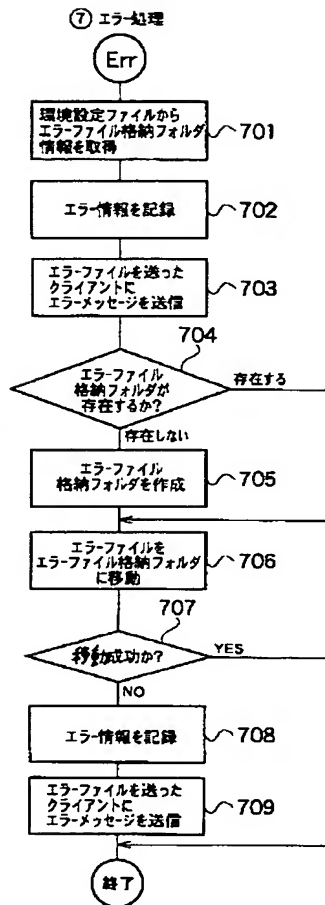 ⑦ エラー処理
Err
環境設定ファイルから
エラーファイル格納フォルダ
情報を取得
701
エラー情報を記録
702
エラーファイルを送った
クライアントに
エラーメッセージを送信
703
704
エラーファイル
格納フォルダが
存在するか?
存在する
存在しない
エラーファイル
格納フォルダを作成
705
エラーファイルを
エラーファイル格納フォルダ
に移動
706
707
移動成功か?
YES
NO
エラー情報を記録
708
エラーファイルを送った
クライアントに
エラーメッセージを送信
709
終了